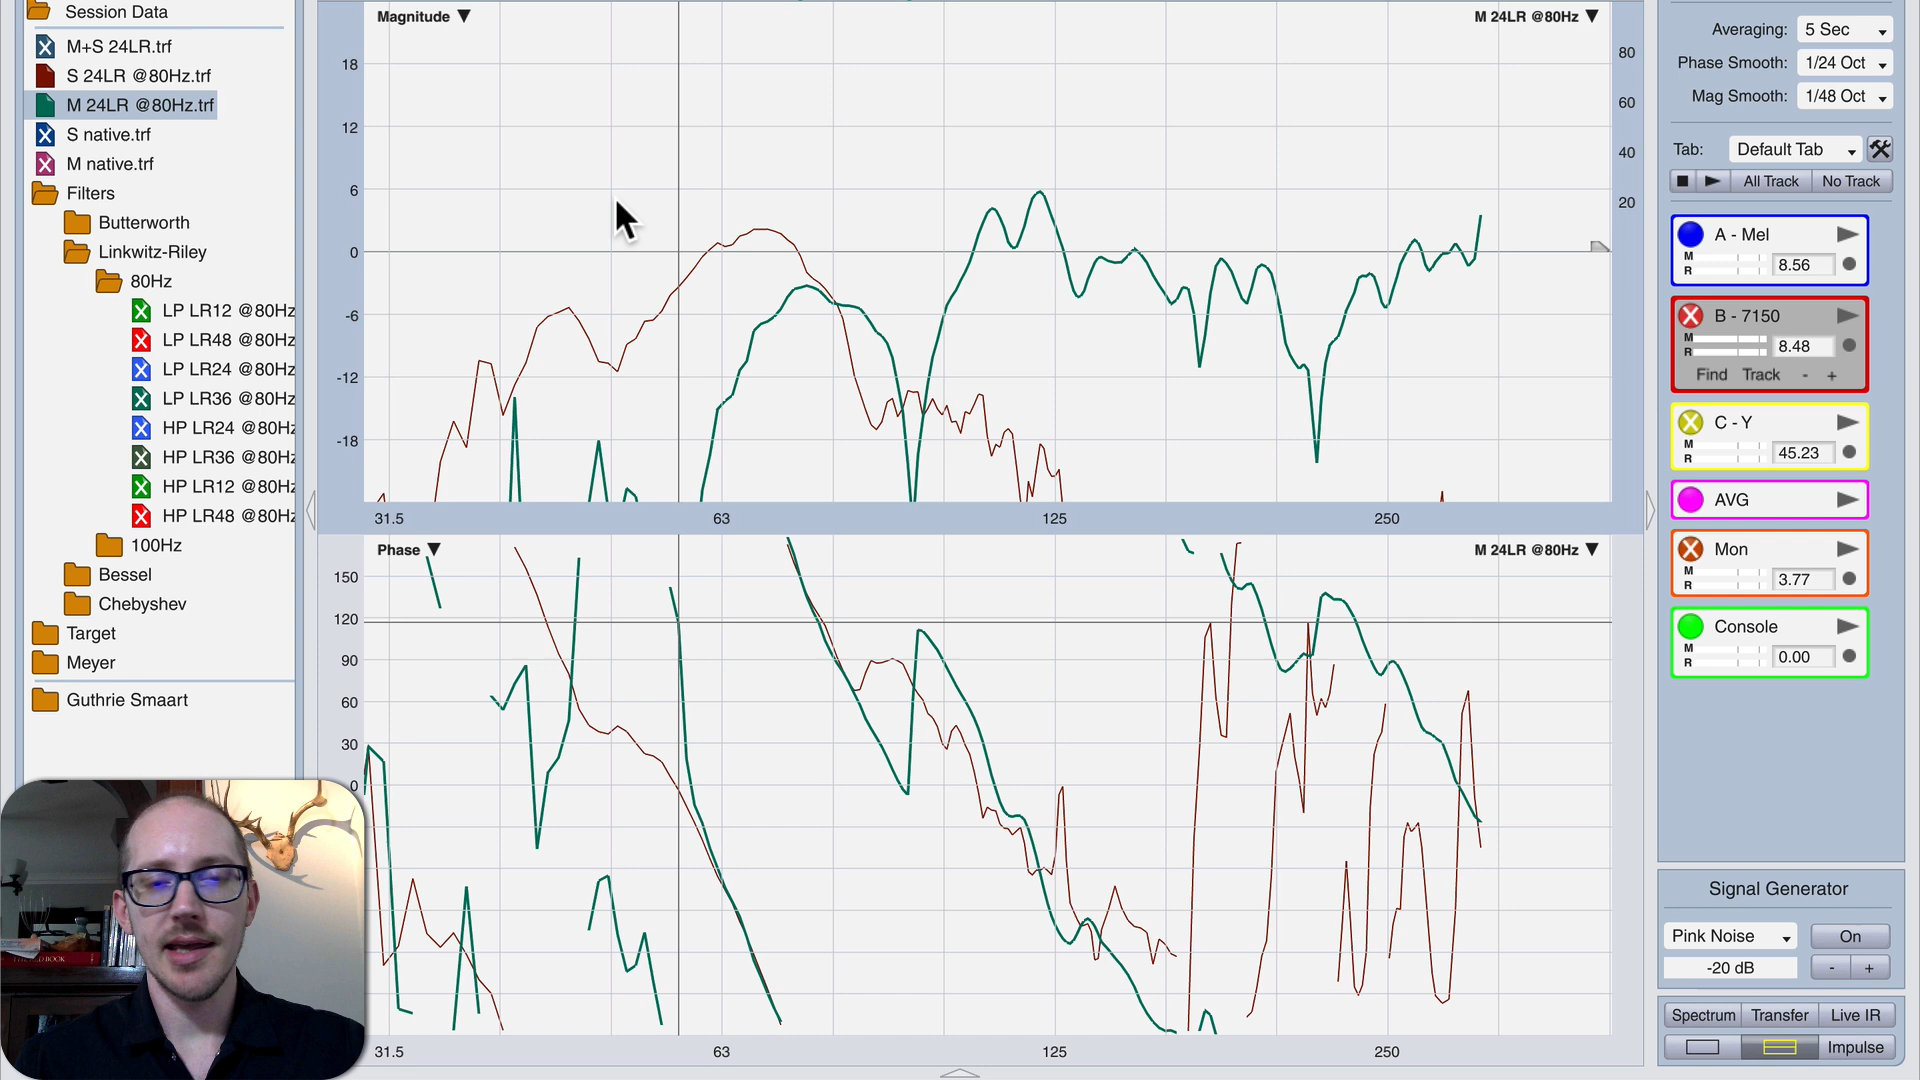 Session Data
M+S 24LR.trf
S 24LR @80Hz.trf
M 24LR @80Hz.trf
S native.trf
M native.trf
Filters
Butterworth
Linkwitz-Riley
80Hz
LP LR12 @80Hz
LP LR48 @80Hz
LP LR24 @80Hz
LP LR36 @80Hz
HP LR24 @80Hz
HP LR36 @80Hz
HP LR12 @80Hz
HP LR48 @80Hz
100Hz
Bessel
Chebyshev
Target
Meyer
Guthrie Smaart
Magnitude ▼
M 24LR @80Hz ▼
18
12
6
0
-6
-12
-18
80
60
40
20
31.5
63
125
250
Phase ▼
M 24LR @80Hz ▼
150
120
90
60
30
0
31.5
63
125
250
Averaging: 5 Sec
Phase Smooth: 1/24 Oct
Mag Smooth: 1/48 Oct
Tab: Default Tab
All Track No Track
A - Mel
M
R 8.56
B - 7150
M
R 8.48
Find Track - +
C - Y
M
R 45.23
AVG
Mon
M
R 3.77
Console
M
R 0.00
Signal Generator
Pink Noise On
-20 dB - +
Spectrum Transfer Live IR
Impulse